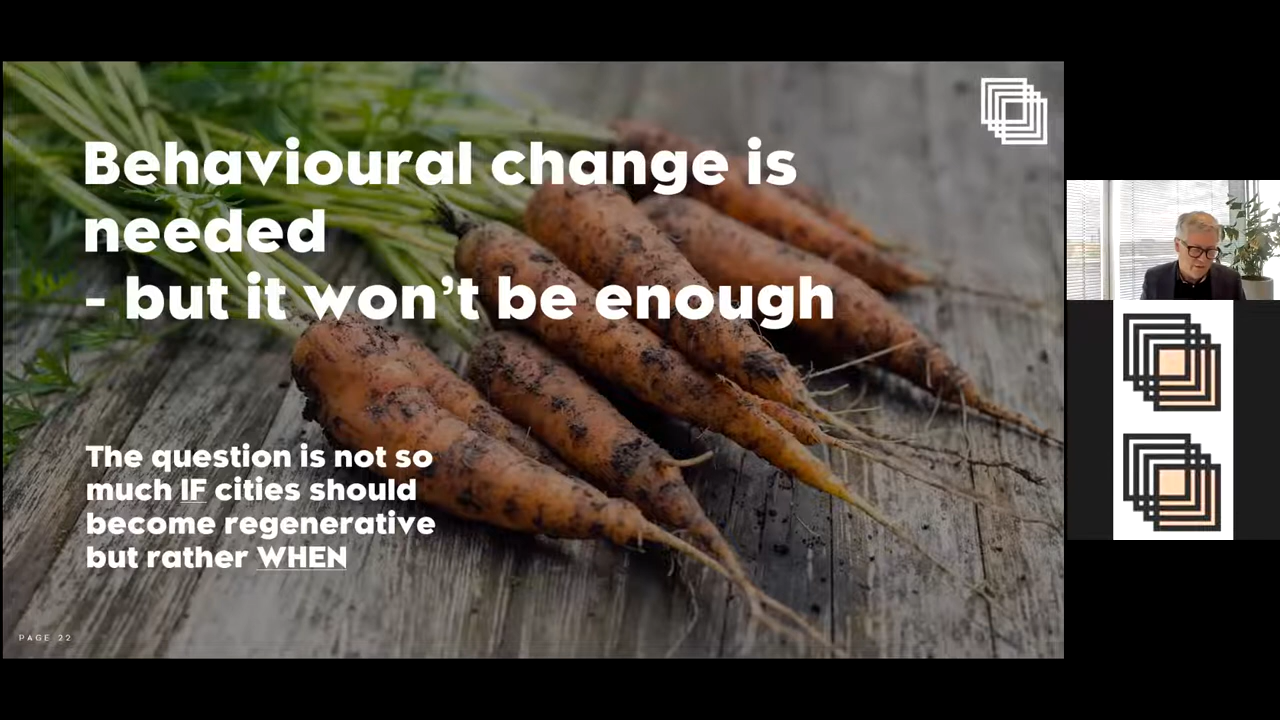 Behavioural change is
needed
- but it won't be enough
The question is not so
much IF cities should
become regenerative
but rather WHEN
PAGE 22